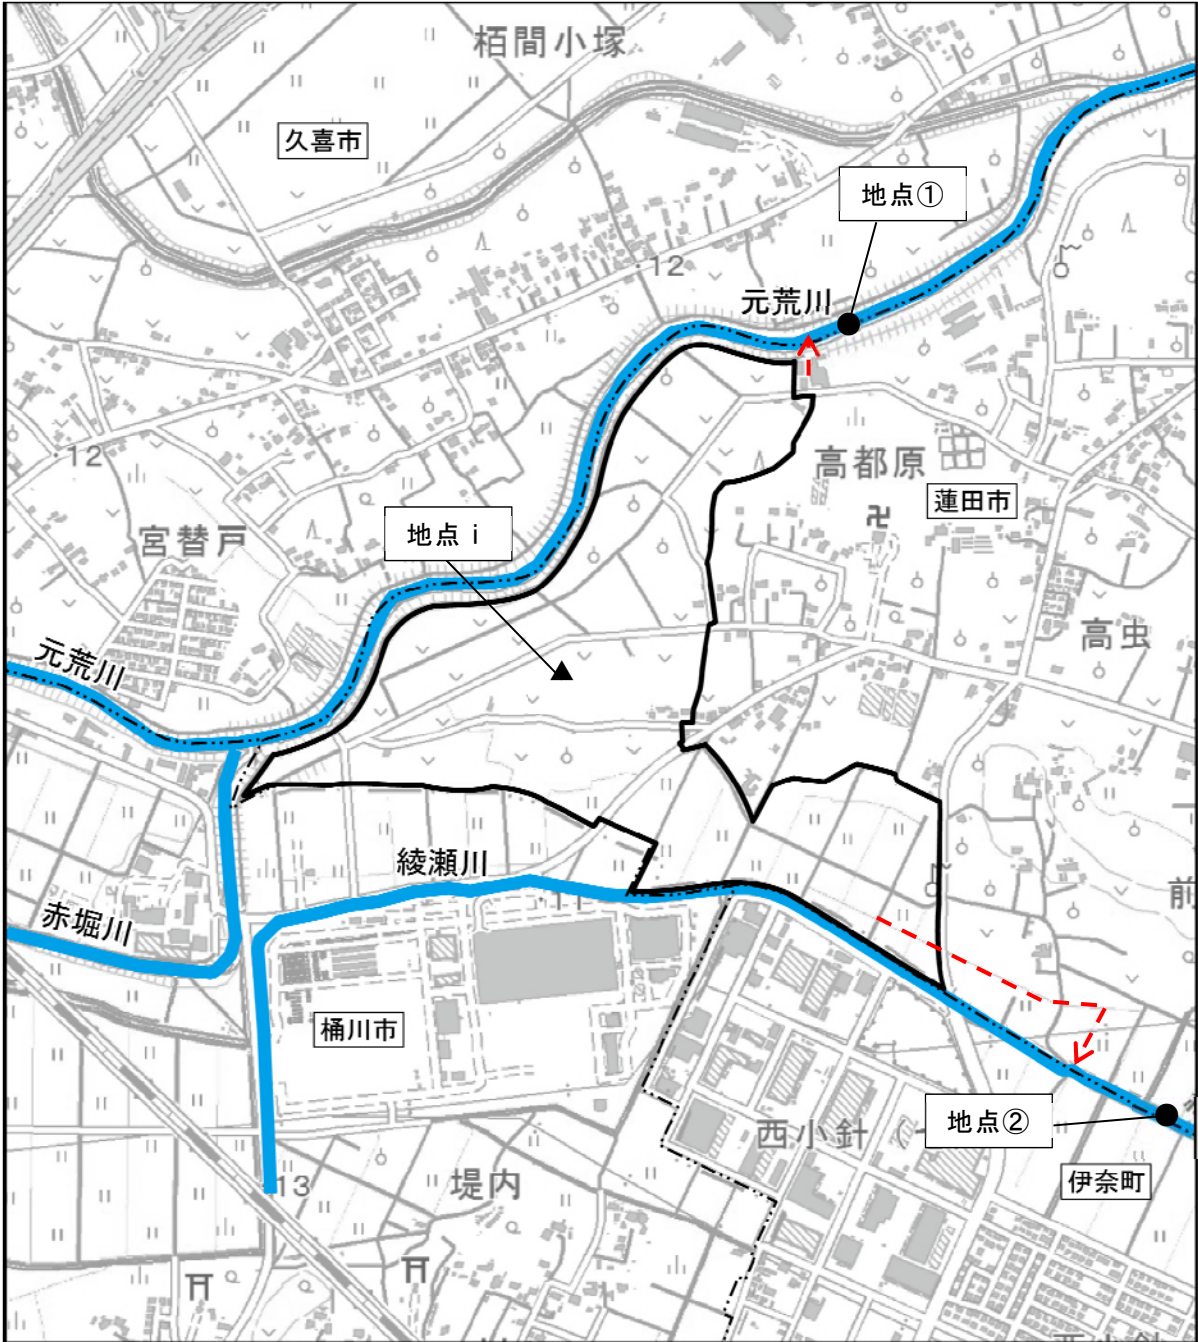 栢間小塚
久喜市
地点①
・12
元荒川
・12
高都原
蓮田市
地点ⅰ
宮替戸
高虫
元荒川
綾瀬川
赤堀川
前
桶川市
地点②
西小針
伊奈町
13
堤内